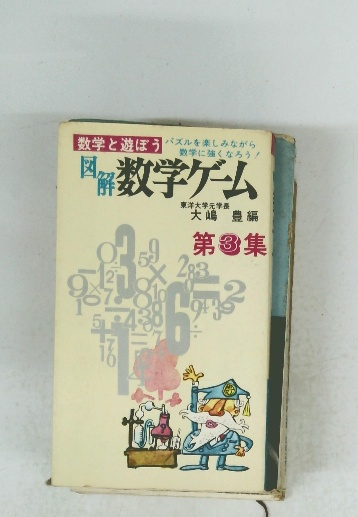 数学と遊ぼう
パズルを楽しみながら
数学に強くなろう!
図解 数学ゲーム
東洋大学元学長
大嶋 豊編
第3集